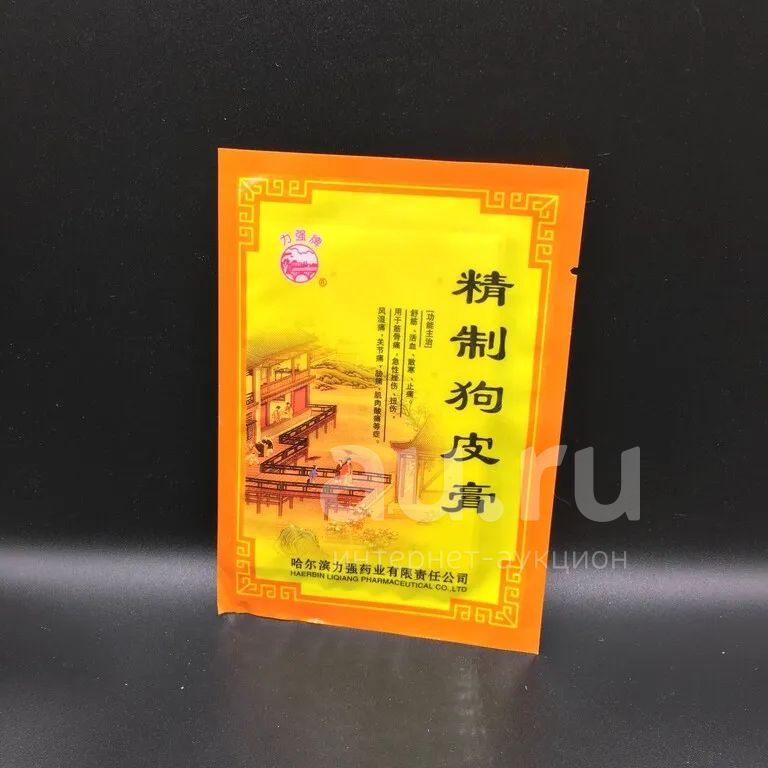 力强牌
®
精制狗皮膏
[功能主治]
舒筋、活血、散寒、止痛。
用于筋骨痛，急性挫伤、扭伤，
风湿痛，关节痛，胁痛，肌肉酸痛等症。
哈尔滨力强药业有限责任公司
HAERBIN LIQIANG PHARMACEUTICAL CO.,LTD
au.ru
интернет-аукцион